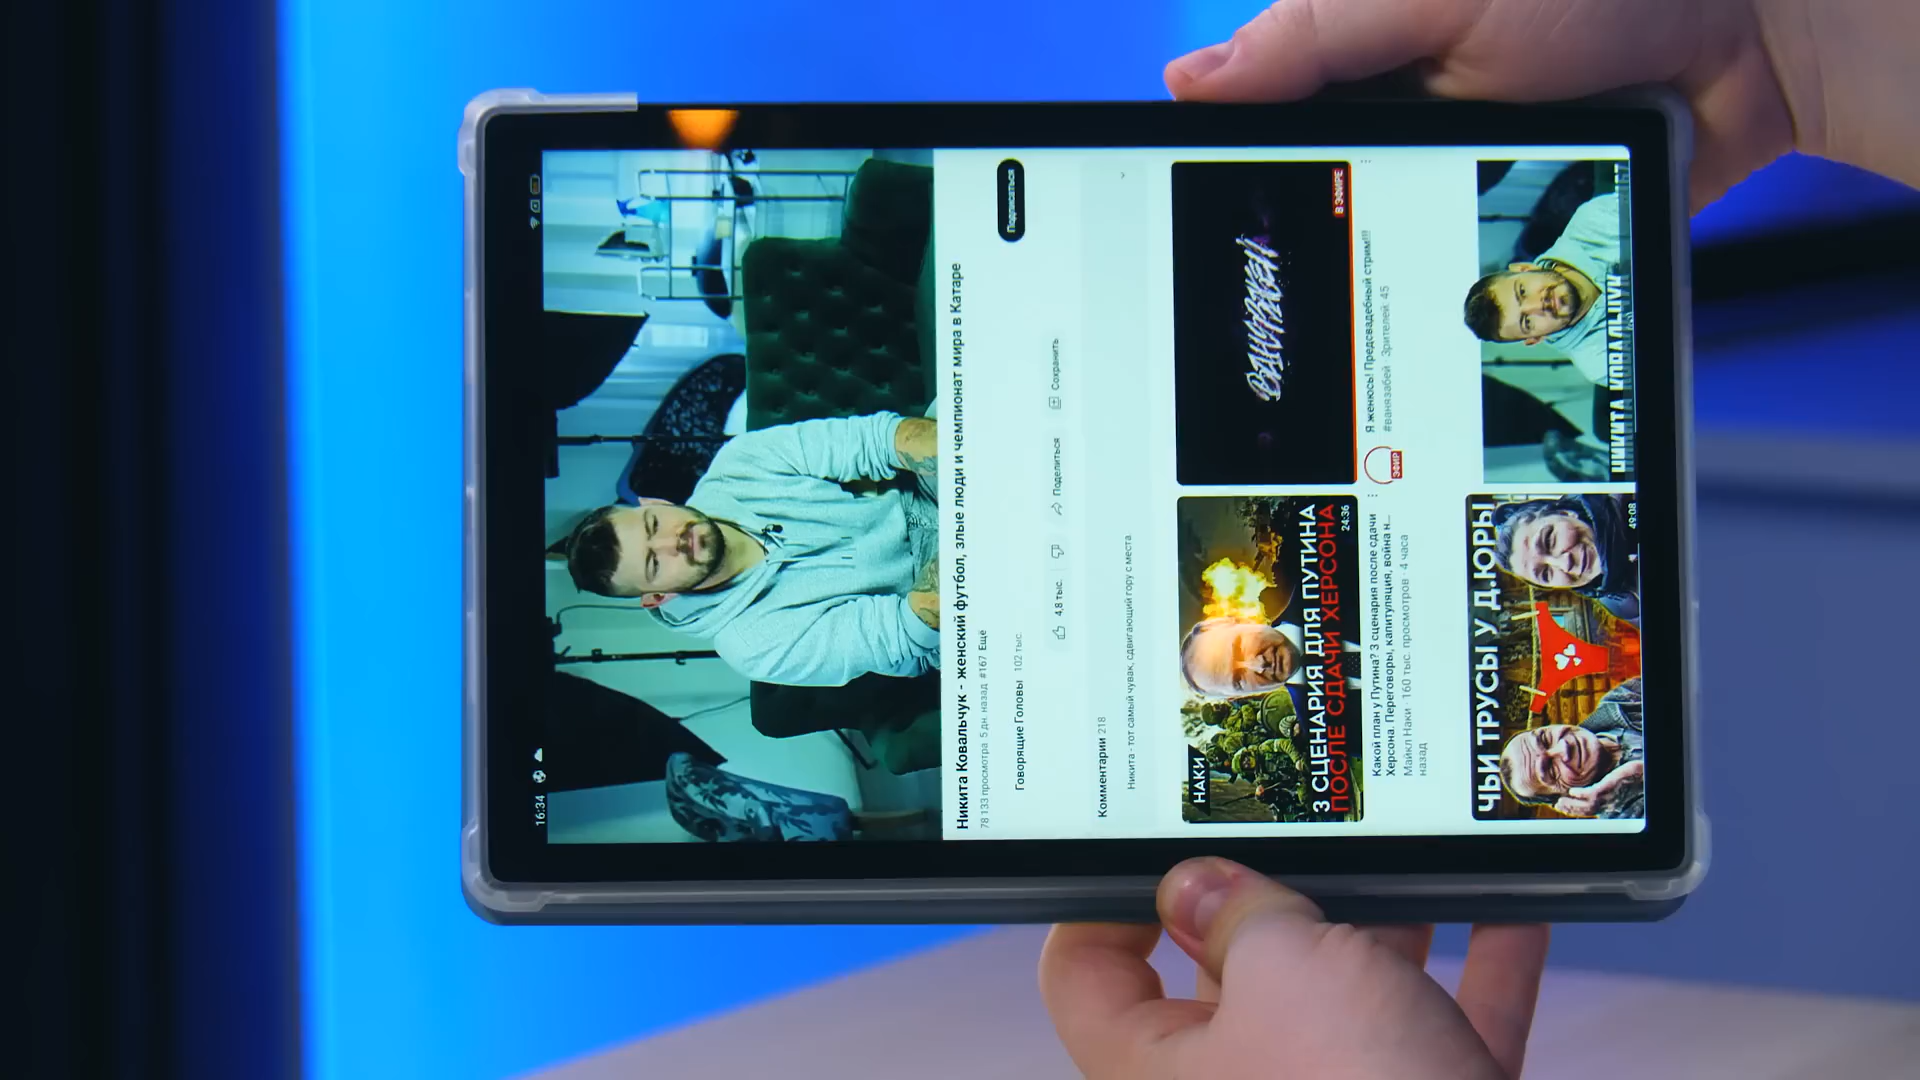 16:34
Никита Ковальчук - женский футбол, злые люди и чемпионат мира в Катаре
78 133 просмотра 5 дн. назад #167 Ещё
Говорящие Головы 102 тыс.
Подписаться
4,8 тыс.
Поделиться
Сохранить
Комментарии 218
Никита - тот самый чувак, сдвигающий гору с места.
НАКИ
3 СЦЕНАРИЯ ДЛЯ ПУТИНА
ПОСЛЕ СДАЧИ ХЕРСОНА
24:36
Какой план у Путина? 3 сценария после сдачи
Херсона. Переговоры, капитуляция, война н...
Майкл Наки · 160 тыс. просмотров · 4 часа
назад
В ЭФИРЕ
ЭФИР
Я женюсь! Предсвадебный стрим!!!
#ванязабей · Зрителей: 45
ЧЬИ ТРУСЫ У Д.ЮРЫ
49:08
НИКИТА КОВАЛЬЧУК